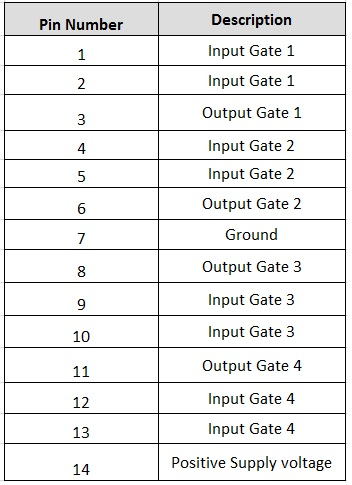 Pin Number Description
1 Input Gate 1
2 Input Gate 1
3 Output Gate 1
4 Input Gate 2
5 Input Gate 2
6 Output Gate 2
7 Ground
8 Output Gate 3
9 Input Gate 3
10 Input Gate 3
11 Output Gate 4
12 Input Gate 4
13 Input Gate 4
14 Positive Supply voltage